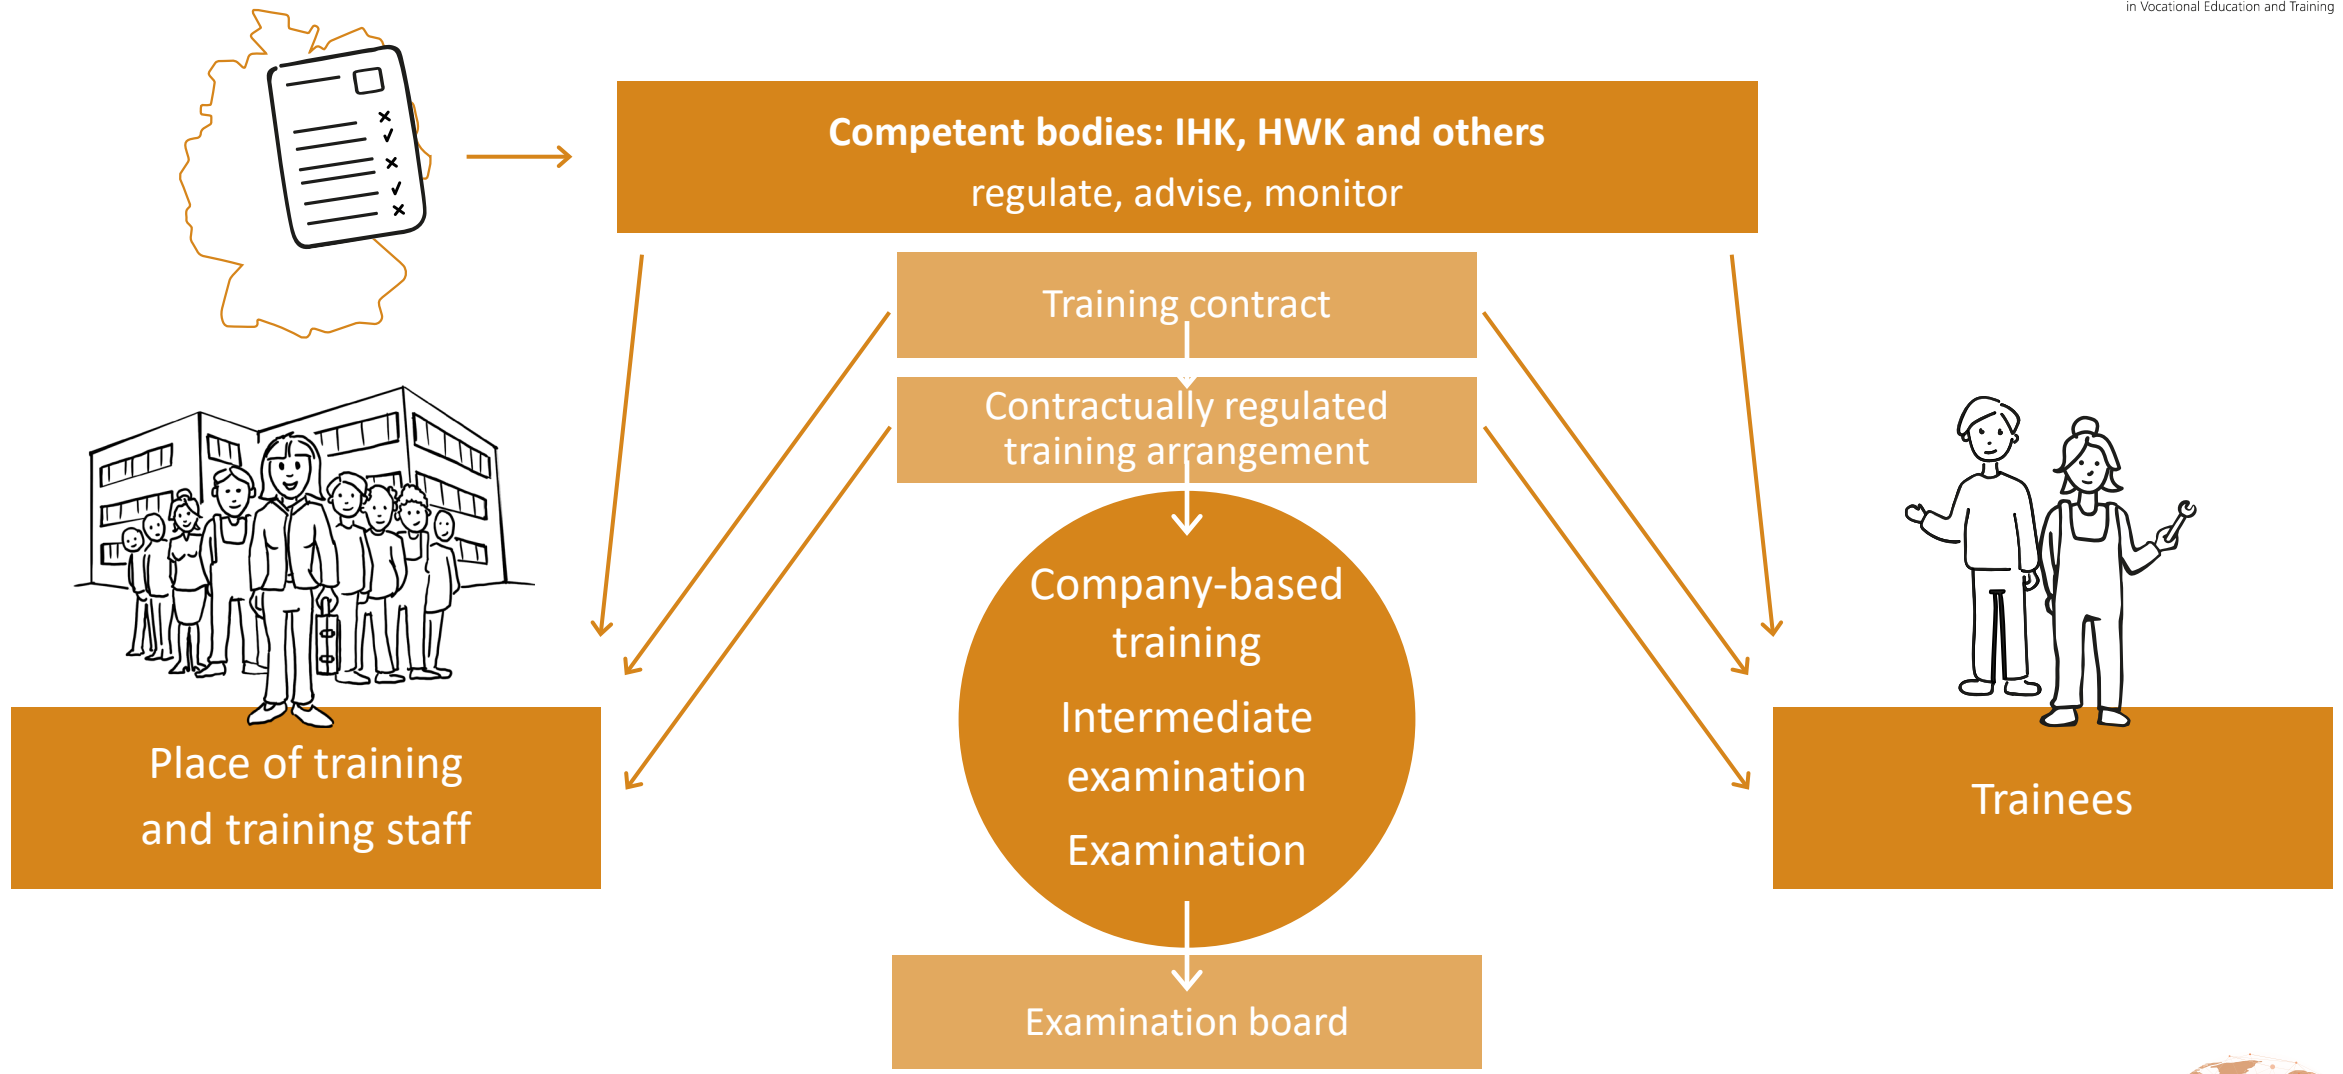 in Vocational Education and Training
Competent bodies: IHK, HWK and others
regulate, advise, monitor
Training contract
Contractually regulated
training arrangement
Company-based
training
Intermediate
examination
Examination
Place of training
and training staff
Trainees
Examination board